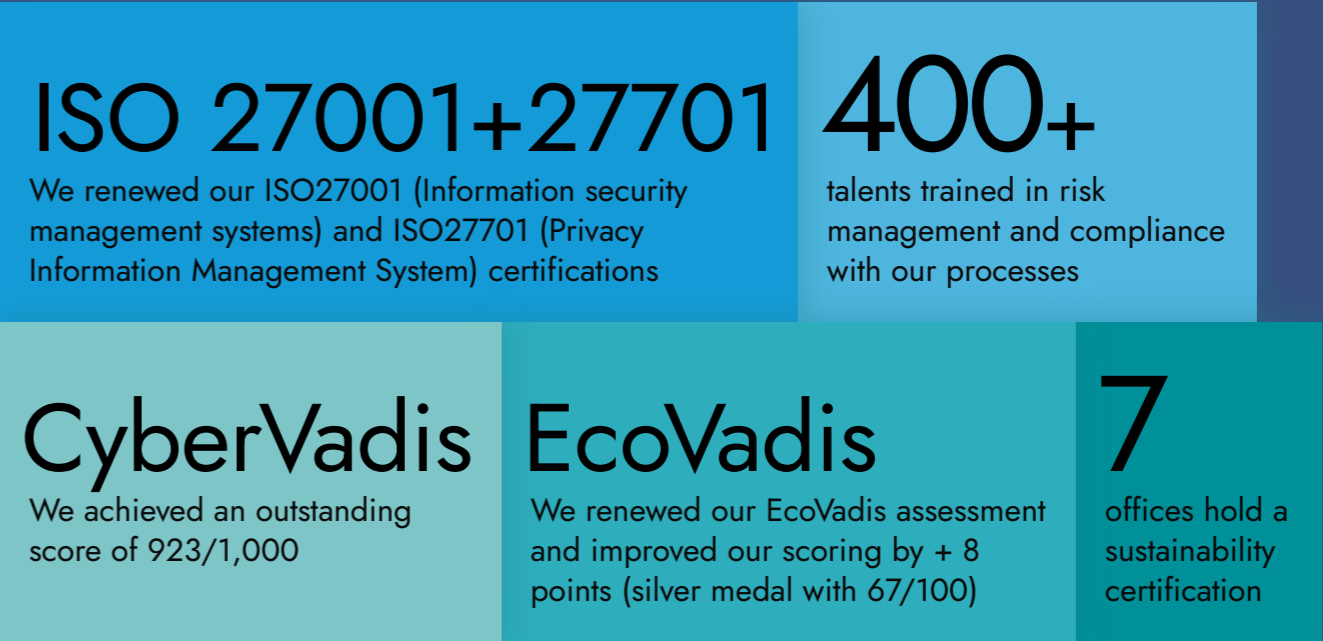 ISO 27001+27701
We renewed our ISO27001 (Information security
management systems) and ISO27701 (Privacy
Information Management System) certifications
400+
talents trained in risk
management and compliance
with our processes
CyberVadis
We achieved an outstanding
score of 923/1,000
EcoVadis
We renewed our EcoVadis assessment
and improved our scoring by + 8
points (silver medal with 67/100)
7
offices hold a
sustainability
certification